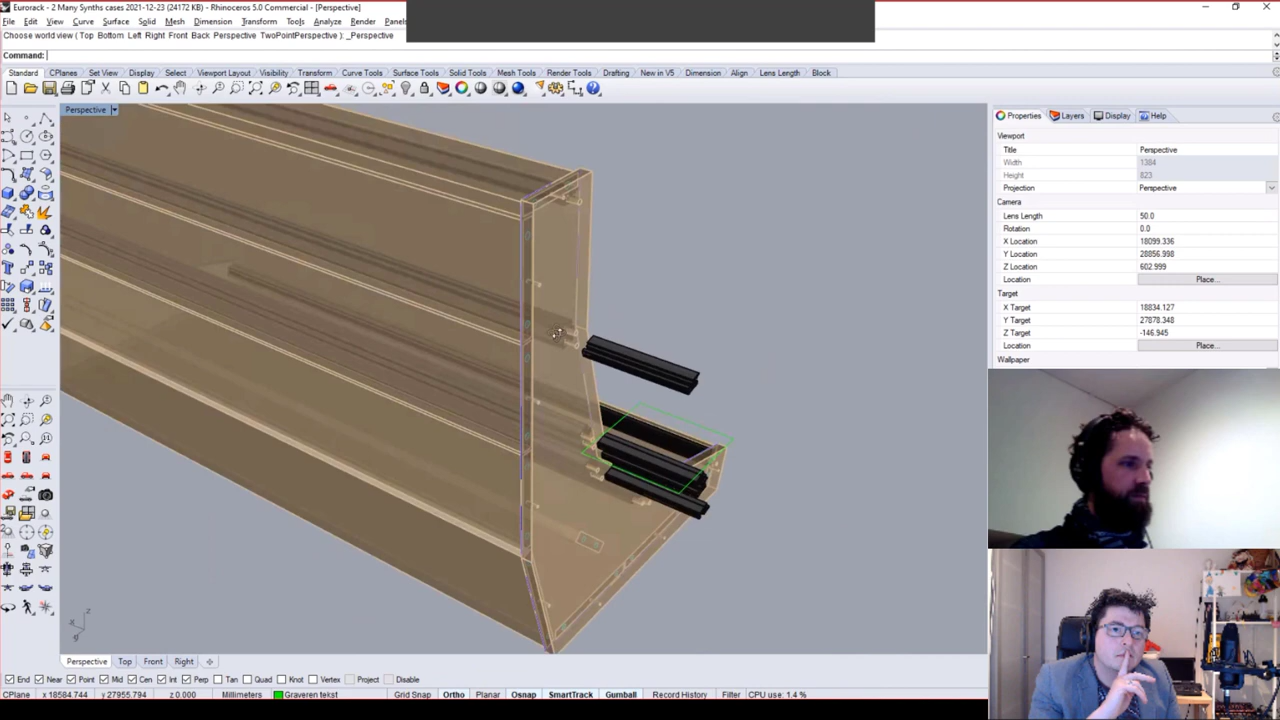 Eurorack - 2 Many Synths cases 2021-12-23 (24172 KB) - Rhinoceros 5.0 Commercial - [Perspective]
File Edit View Curve Surface Solid Mesh Dimension Transform Tools Analyze Render Panels
Choose world view ( Top Bottom Left Right Front Back Perspective TwoPointPerspective ): _Perspective
Command:
Standard CPlanes Set View Display Select Viewport Layout Visibility Transform Curve Tools Surface Tools Solid Tools Mesh Tools Render Tools Drafting New in V5 Dimension Align Lens Length Block
Perspective
Properties Layers Display Help
Viewport
Title Perspective
Width 1384
Height 823
Projection Perspective
Camera
Lens Length 50.0
Rotation 0.0
X Location 18099.336
Y Location 28856.998
Z Location 602.999
Location Place...
Target
X Target 18834.127
Y Target 27878.348
Z Target -146.945
Location Place...
Wallpaper
z
x y
Perspective Top Front Right
End Near Point Mid Cen Int Perp Tan Quad Knot Vertex Project Disable
CPlane x 18584.744 y 27955.794 z 0.000 Millimeters Graveren tekst Grid Snap Ortho Planar Osnap SmartTrack Gumball Record History Filter CPU use: 1.4 %